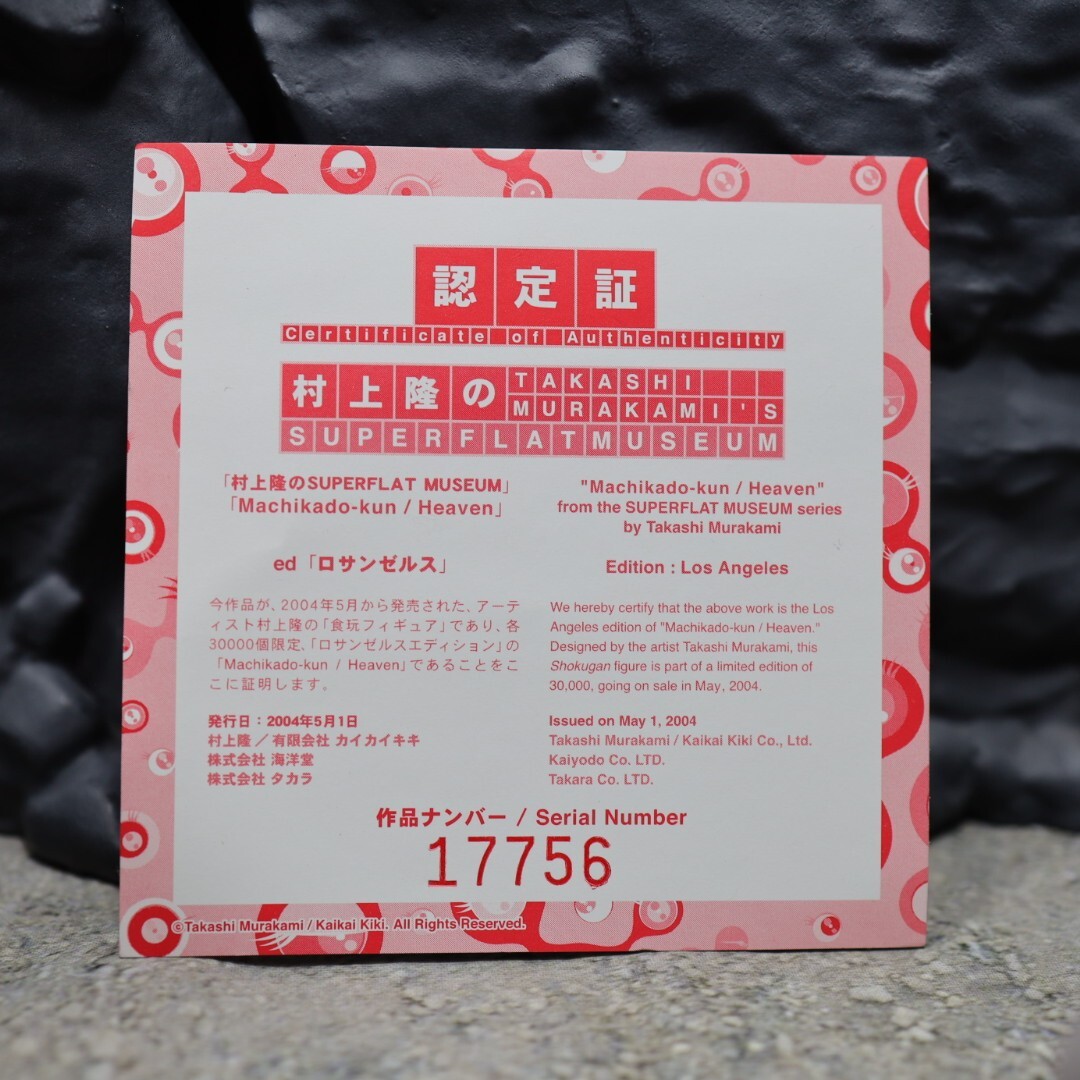 認定証
Certificate of Authenticity
村上隆の TAKASHI MURAKAMI'S
SUPERFLATMUSEUM
「村上隆のSUPERFLAT MUSEUM」
「Machikado-kun / Heaven」
ed「ロサンゼルス」
今作品が、2004年5月から発売された、アーテ
ィスト村上隆の「食玩フィギュア」であり、各
30000個限定、「ロサンゼルスエディション」の
「Machikado-kun / Heaven」であることをこ
こに証明します。
発行日：2004年5月1日
村上隆／有限会社 カイカイキキ
株式会社 海洋堂
株式会社 タカラ
"Machikado-kun / Heaven"
from the SUPERFLAT MUSEUM series
by Takashi Murakami
Edition : Los Angeles
We hereby certify that the above work is the Los
Angeles edition of "Machikado-kun / Heaven."
Designed by the artist Takashi Murakami, this
Shokugan figure is part of a limited edition of
30,000, going on sale in May, 2004.
Issued on May 1, 2004
Takashi Murakami / Kaikai Kiki Co., Ltd.
Kaiyodo Co. LTD.
Takara Co. LTD.
作品ナンバー / Serial Number
17756
©Takashi Murakami / Kaikai Kiki. All Rights Reserved.